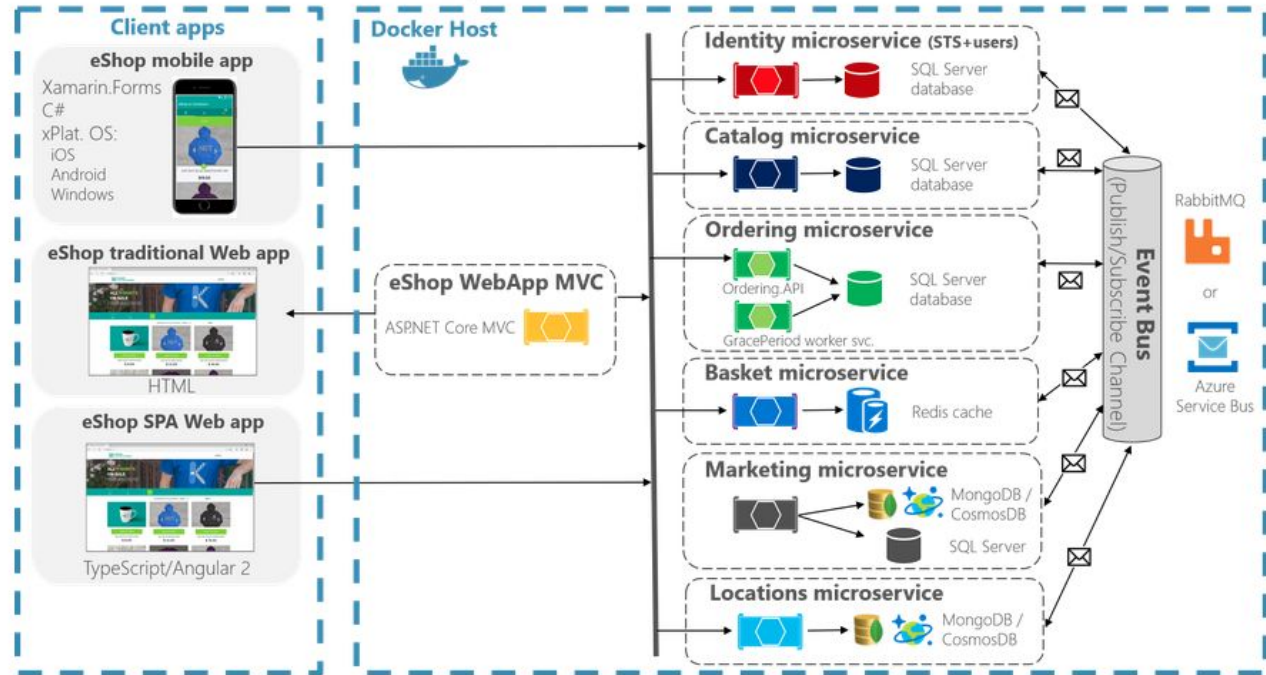 Client apps
eShop mobile app
Xamarin.Forms
C#
xPlat. OS:
iOS
Android
Windows
eShop traditional Web app
HTML
eShop SPA Web app
TypeScript/Angular 2
Docker Host
eShop WebApp MVC
ASP.NET Core MVC
Identity microservice (STS+users)
SQL Server
database
Catalog microservice
SQL Server
database
Ordering microservice
Ordering.API
SQL Server
database
GracePeriod worker svc.
Basket microservice
Redis cache
Marketing microservice
MongoDB /
CosmosDB
SQL Server
Locations microservice
MongoDB /
CosmosDB
Event Bus
(Publish/Subscribe Channel)
RabbitMQ
or
Azure
Service Bus